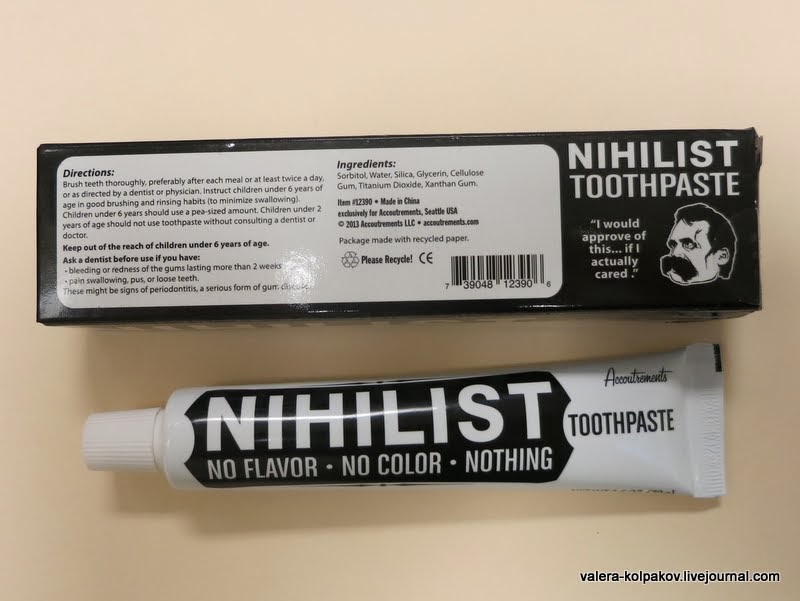 Directions:
Brush teeth thoroughly, preferably after each meal or at least twice a day,
or as directed by a dentist or physician. Instruct children under 6 years of
age in good brushing and rinsing habits (to minimize swallowing).
Children under 6 years should use a pea-sized amount. Children under 2
years of age should not use toothpaste without consulting a dentist or
doctor.
Keep out of the reach of children under 6 years of age.
Ask a dentist before use if you have:
- bleeding or redness of the gums lasting more than 2 weeks
- pain swallowing, pus, or loose teeth.
These might be signs of periodontitis, a serious form of gum disease.
Ingredients:
Sorbitol, Water, Silica, Glycerin, Cellulose
Gum, Titanium Dioxide, Xanthan Gum.
Item #12390 • Made in China
exclusively for Accoutrements, Seattle USA
© 2013 Accoutrements LLC • accoutrements.com
Package made with recycled paper.
Please Recycle! CE
7 39048 12390 6
NIHILIST
TOOTHPASTE
"I would
approve of
this... if I
actually
cared ."
Accoutrements
NIHILIST
TOOTHPASTE
NO FLAVOR • NO COLOR • NOTHING
valera-kolpakov.livejournal.com